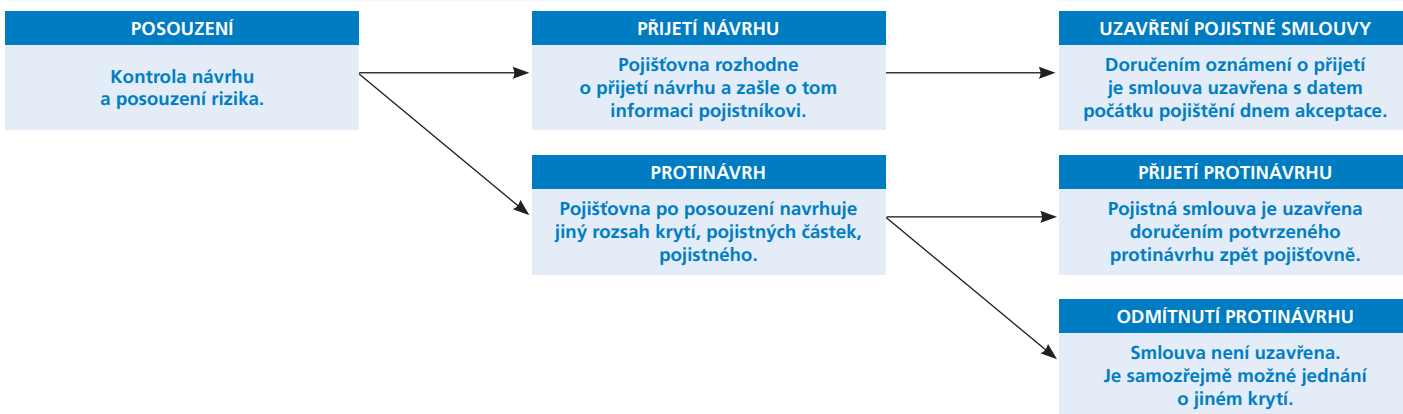 POSOUZENÍ
Kontrola návrhu
a posouzení rizika.
PŘIJETÍ NÁVRHU
Pojišťovna rozhodne
o přijetí návrhu a zašle o tom
informaci pojistníkovi.
UZAVŘENÍ POJISTNÉ SMLOUVY
Doručením oznámení o přijetí
je smlouva uzavřena s datem
počátku pojištění dnem akceptace.
PROTINÁVRH
Pojišťovna po posouzení navrhuje
jiný rozsah krytí, pojistných částek,
pojistného.
PŘIJETÍ PROTINÁVRHU
Pojistná smlouva je uzavřena
doručením potvrzeného
protinávrhu zpět pojišťovně.
ODMÍTNUTÍ PROTINÁVRHU
Smlouva není uzavřena.
Je samozřejmě možné jednání
o jiném krytí.